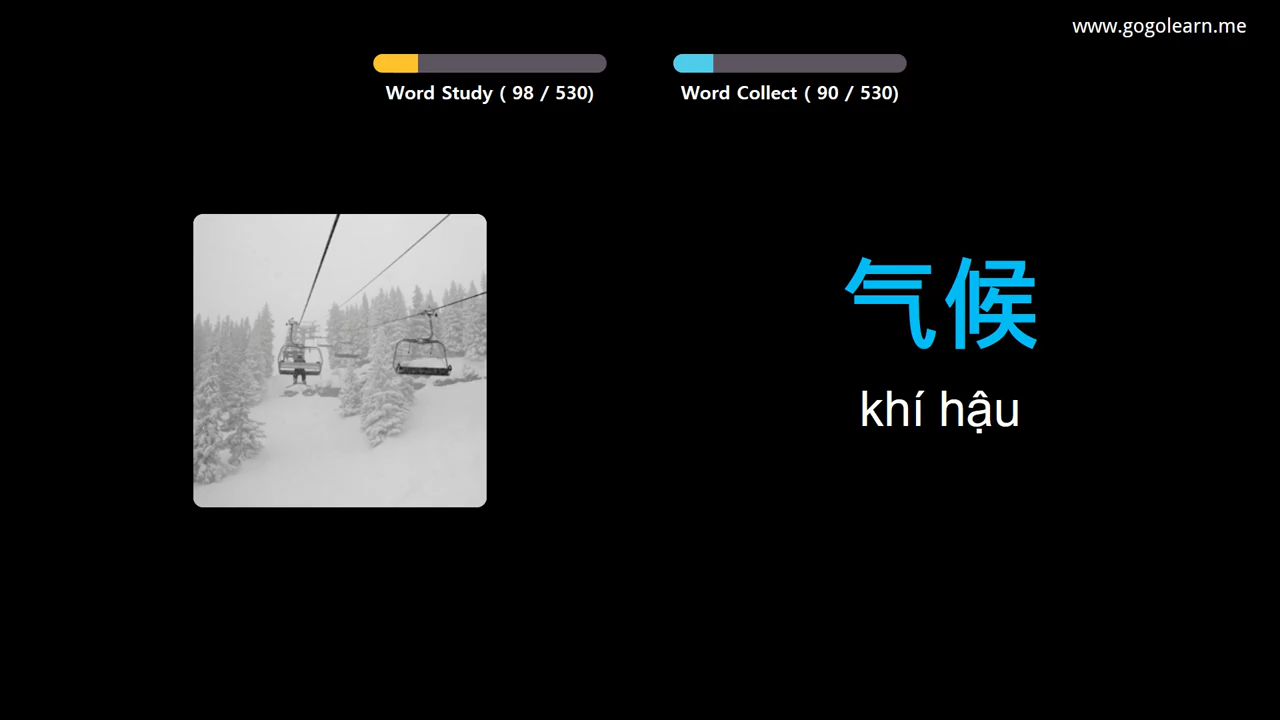 www.gogolearn.me
Word Study ( 98 / 530)
Word Collect ( 90 / 530)
气候
khí hậu